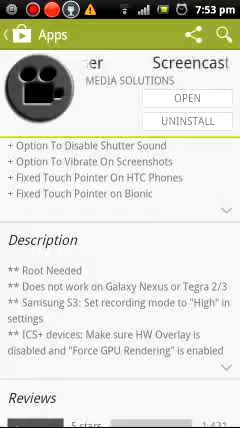 7:53 pm
Apps
er Screencast
MEDIA SOLUTIONS
OPEN
UNINSTALL
+ Option To Disable Shutter Sound
+ Option To Vibrate On Screenshots
+ Fixed Touch Pointer On HTC Phones
+ Fixed Touch Pointer on Bionic
Description
** Root Needed
** Does not work on Galaxy Nexus or Tegra 2/3
** Samsung S3: Set recording mode to "High" in
settings
** ICS+ devices: Make sure HW Overlay is
disabled and "Force GPU Rendering" is enabled
Reviews
5 stars 1,431